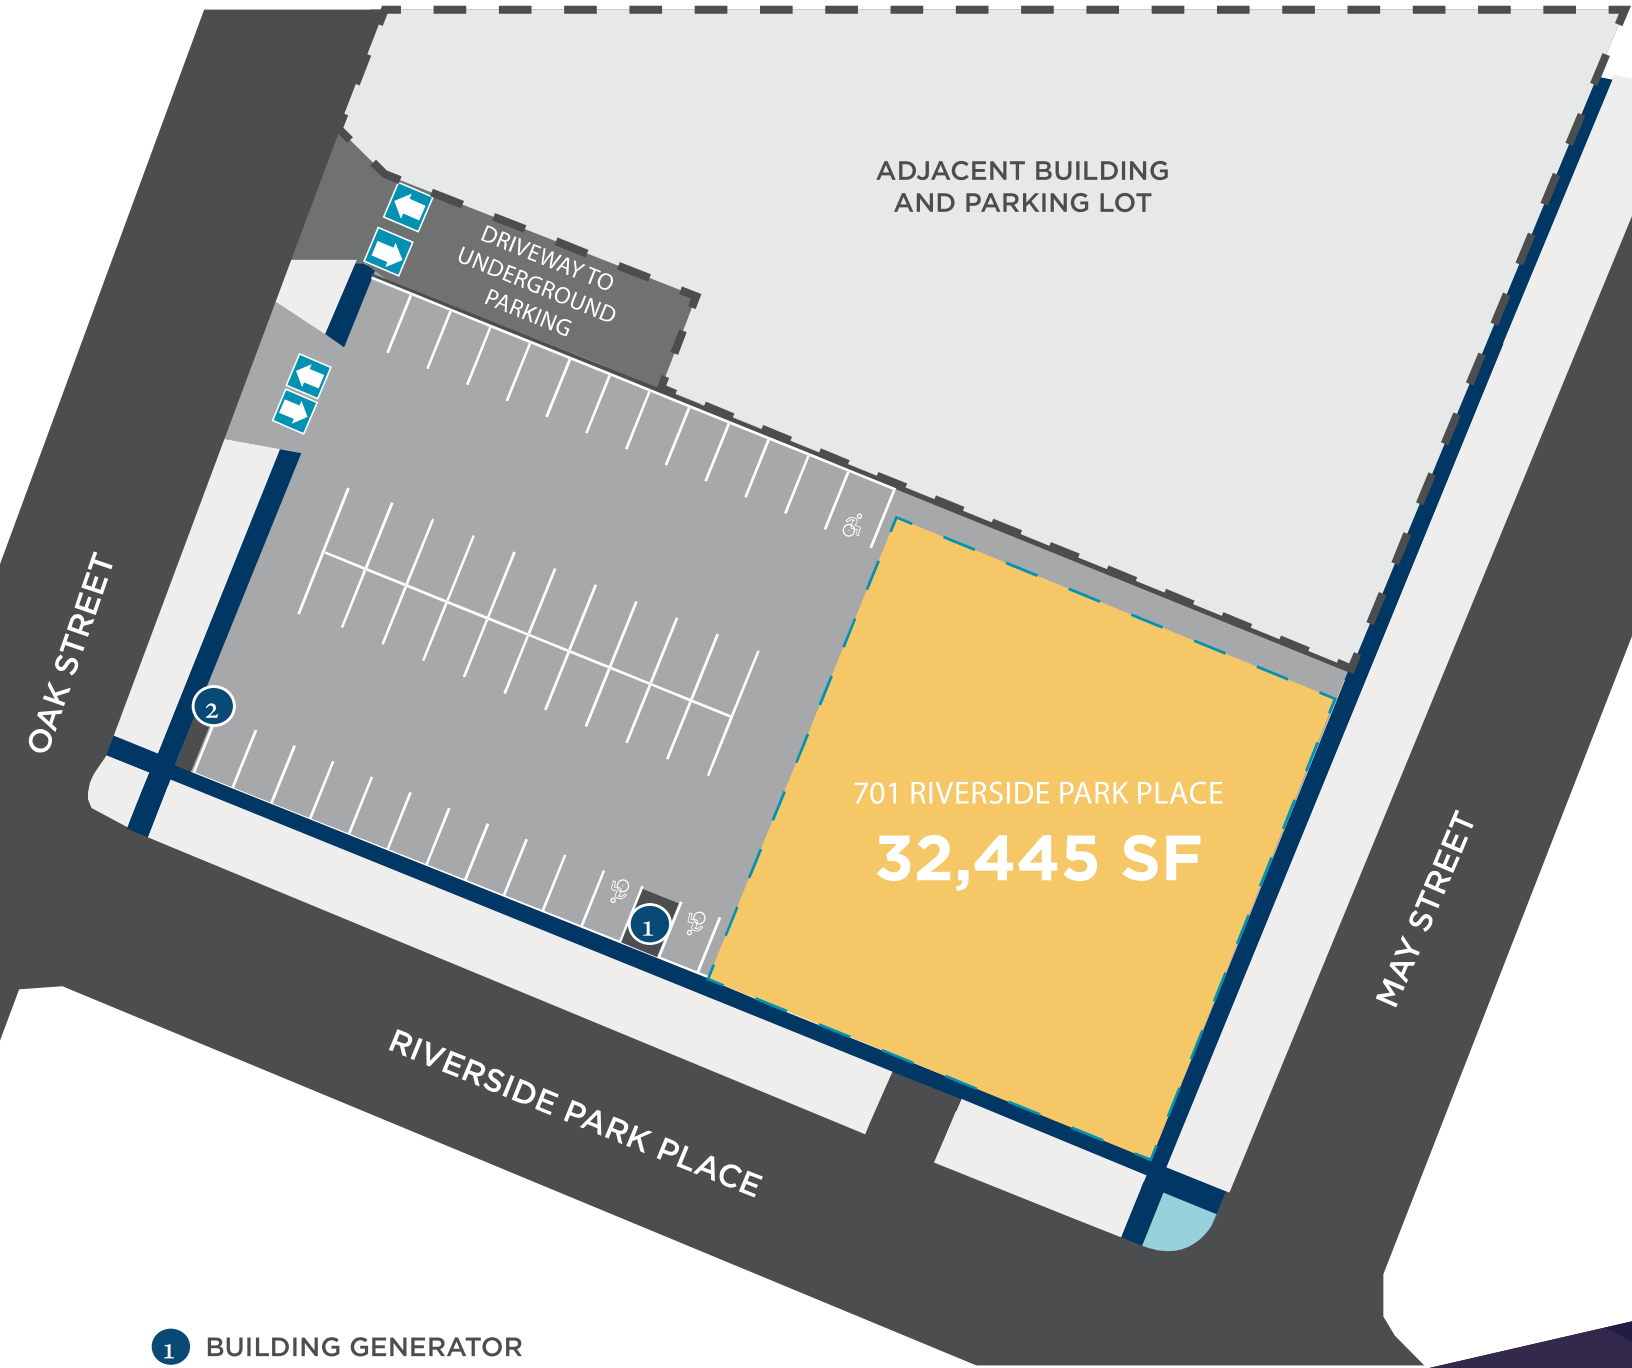 ADJACENT BUILDING
AND PARKING LOT
DRIVEWAY TO
UNDERGROUND
PARKING
OAK STREET
2
701 RIVERSIDE PARK PLACE
32,445 SF
1
MAY STREET
RIVERSIDE PARK PLACE
1 BUILDING GENERATOR